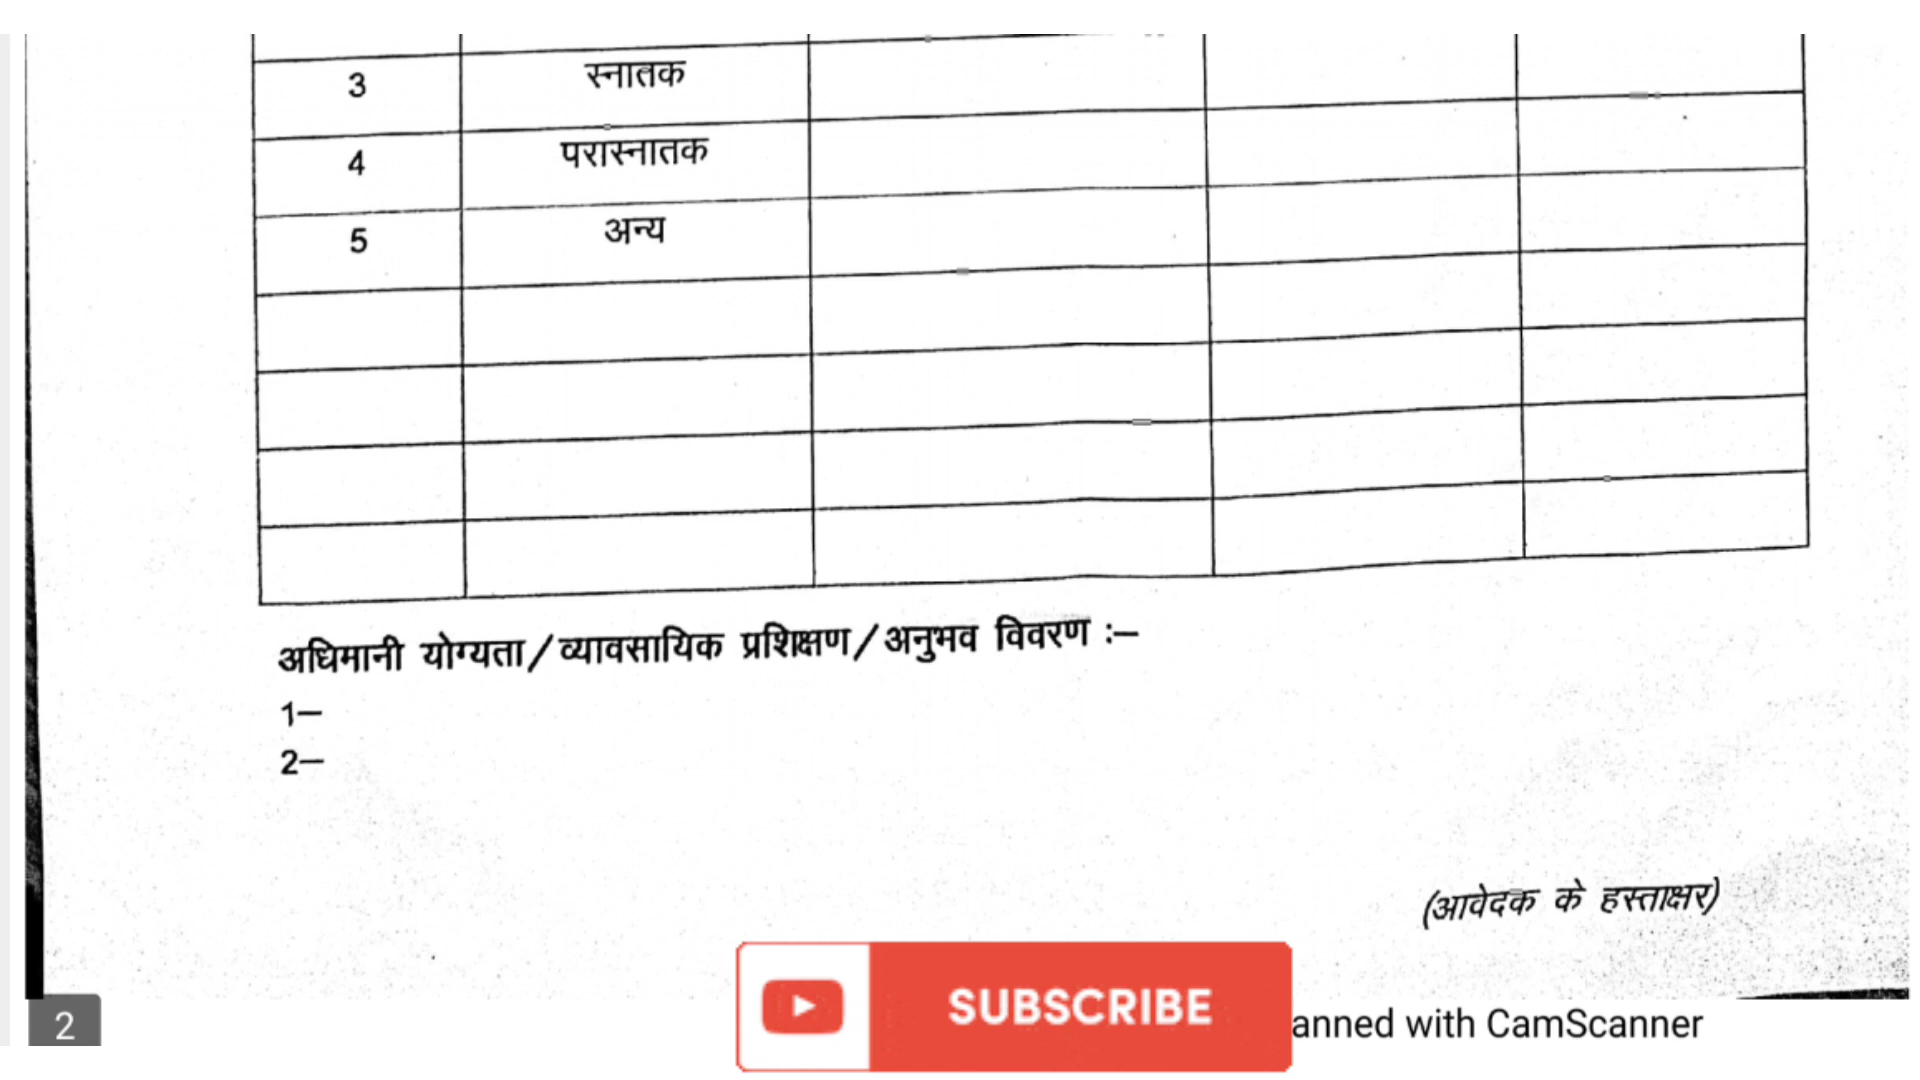 3 स्नातक
4 परास्नातक
5 अन्य
अधिमानी योग्यता/व्यावसायिक प्रशिक्षण/अनुभव विवरण :–
1–
2–
(आवेदक के हस्ताक्षर)
SUBSCRIBE
anned with CamScanner
2